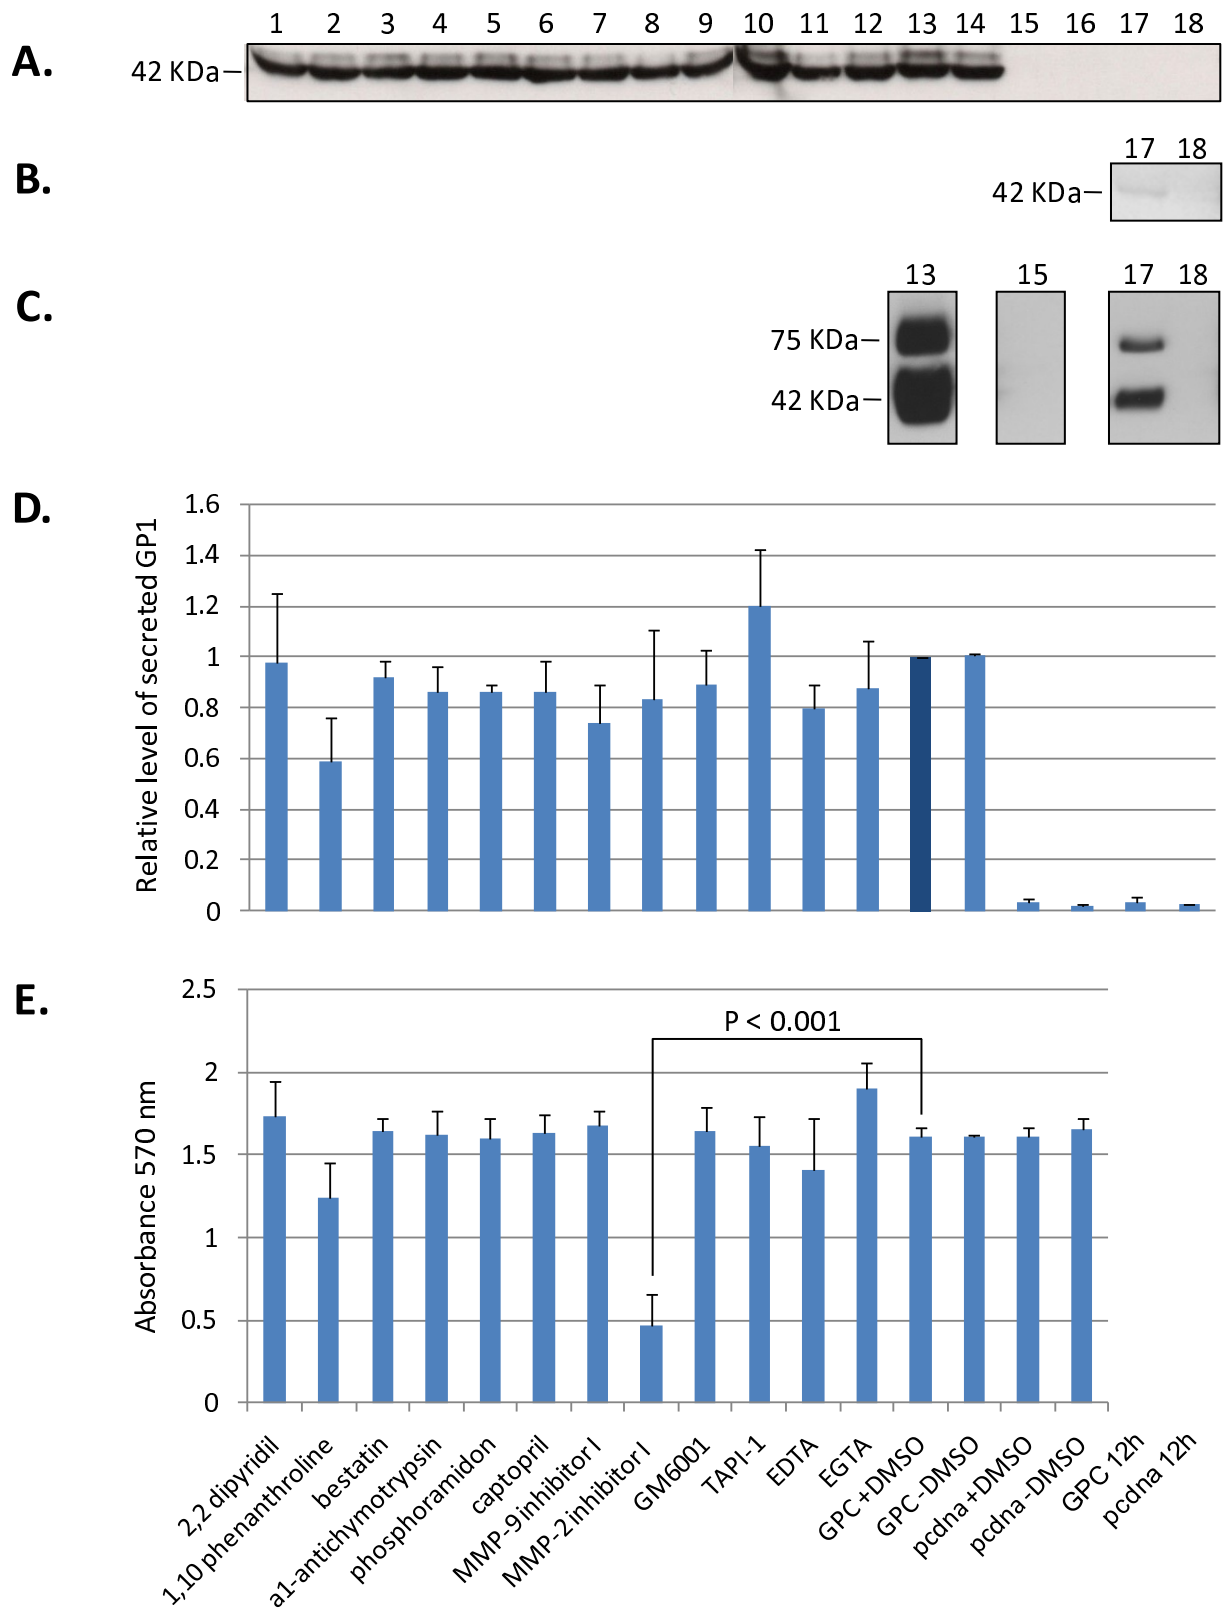 1 2 3 4 5 6 7 8 9 10 11 12 13 14 15 16 17 18
A.
42 KDa
17 18
B.
42 KDa
13 15 17 18
C.
75 KDa
42 KDa
D.
Relative level of secreted GP1
1.6
1.4
1.2
1
0.8
0.6
0.4
0.2
0
E.
Absorbance 570 nm
2.5
2
1.5
1
0.5
0
P < 0.001
2,2 dipyridil
1,10 phenanthroline
bestatin
a1-antichymotrypsin
phosphoramidon
captopril
MMP-9 inhibitor I
MMP-2 inhibitor I
GM6001
TAPI-1
EDTA
EGTA
GPC +DMSO
GPC -DMSO
pcdna +DMSO
pcdna -DMSO
GPC 12h
pcdna 12h